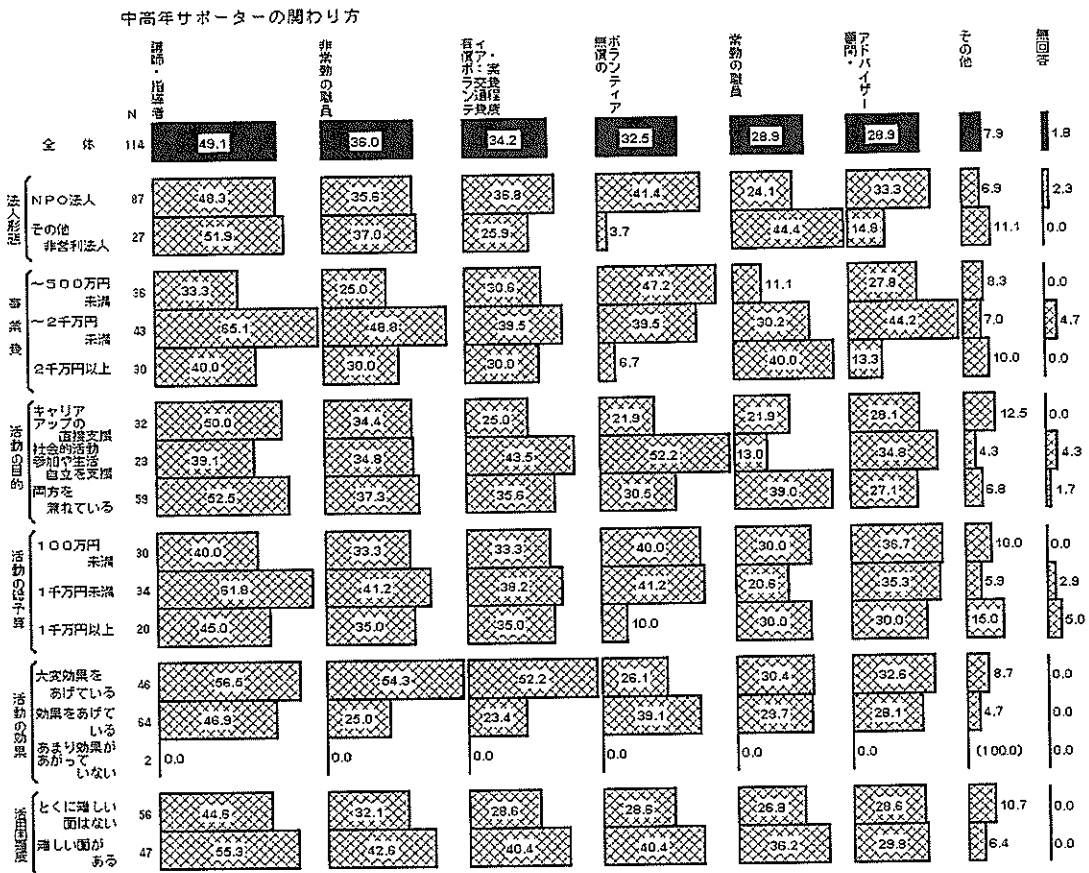 中高年サポーターの関わり方
N
講師・指導者
非常勤の職員
有償ボランティア・実費
ボランティア
無償の
常勤の職員
アドバイザー
顧問・
その他
無回答
全 体 114 49.1 36.0 34.2 32.5 28.9 28.9 7.9 1.8
法人形態
NPO法人 87 48.3 35.6 36.8 41.4 24.1 33.3 6.9 2.3
その他
非営利法人 27 51.9 37.0 25.9 3.7 44.4 14.8 11.1 0.0
事業費
~500万円
未満 36 33.3 25.0 30.6 47.2 11.1 27.8 8.3 0.0
~2千万円
未満 43 65.1 48.8 39.5 39.5 30.2 44.2 7.0 4.7
2千万円以上 30 40.0 30.0 30.0 6.7 40.0 13.3 10.0 0.0
活動の目的
キャリア
アップの
直接支援 32 50.0 34.4 25.0 21.9 21.9 28.1 12.5 0.0
社会的活動
参加や生活
自立を支援 23 39.1 34.8 43.5 52.2 13.0 34.8 4.3 4.3
両方を
兼れている 59 52.5 37.3 35.6 30.5 39.0 27.1 6.8 1.7
活動の総予算
100万円
未満 30 40.0 33.3 33.3 40.0 30.0 36.7 10.0 0.0
1千万円未満 34 61.8 41.2 38.2 41.2 20.6 35.3 5.9 2.9
1千万円以上 20 45.0 35.0 35.0 10.0 30.0 30.0 15.0 5.0
活動の効果
大変効果を
あげている 46 56.5 54.3 52.2 26.1 30.4 32.6 8.7 0.0
効果をあげて
いる 64 46.9 25.0 23.4 39.1 29.7 28.1 4.7 0.0
あまり効果が
あがって
いない 2 0.0 0.0 0.0 0.0 0.0 0.0 (100.0) 0.0
活用困難度
とくに難しい
面はない 56 44.6 32.1 28.6 28.6 26.8 28.6 10.7 0.0
難しい面が
ある 47 55.3 42.6 40.4 40.4 36.2 29.8 6.4 0.0